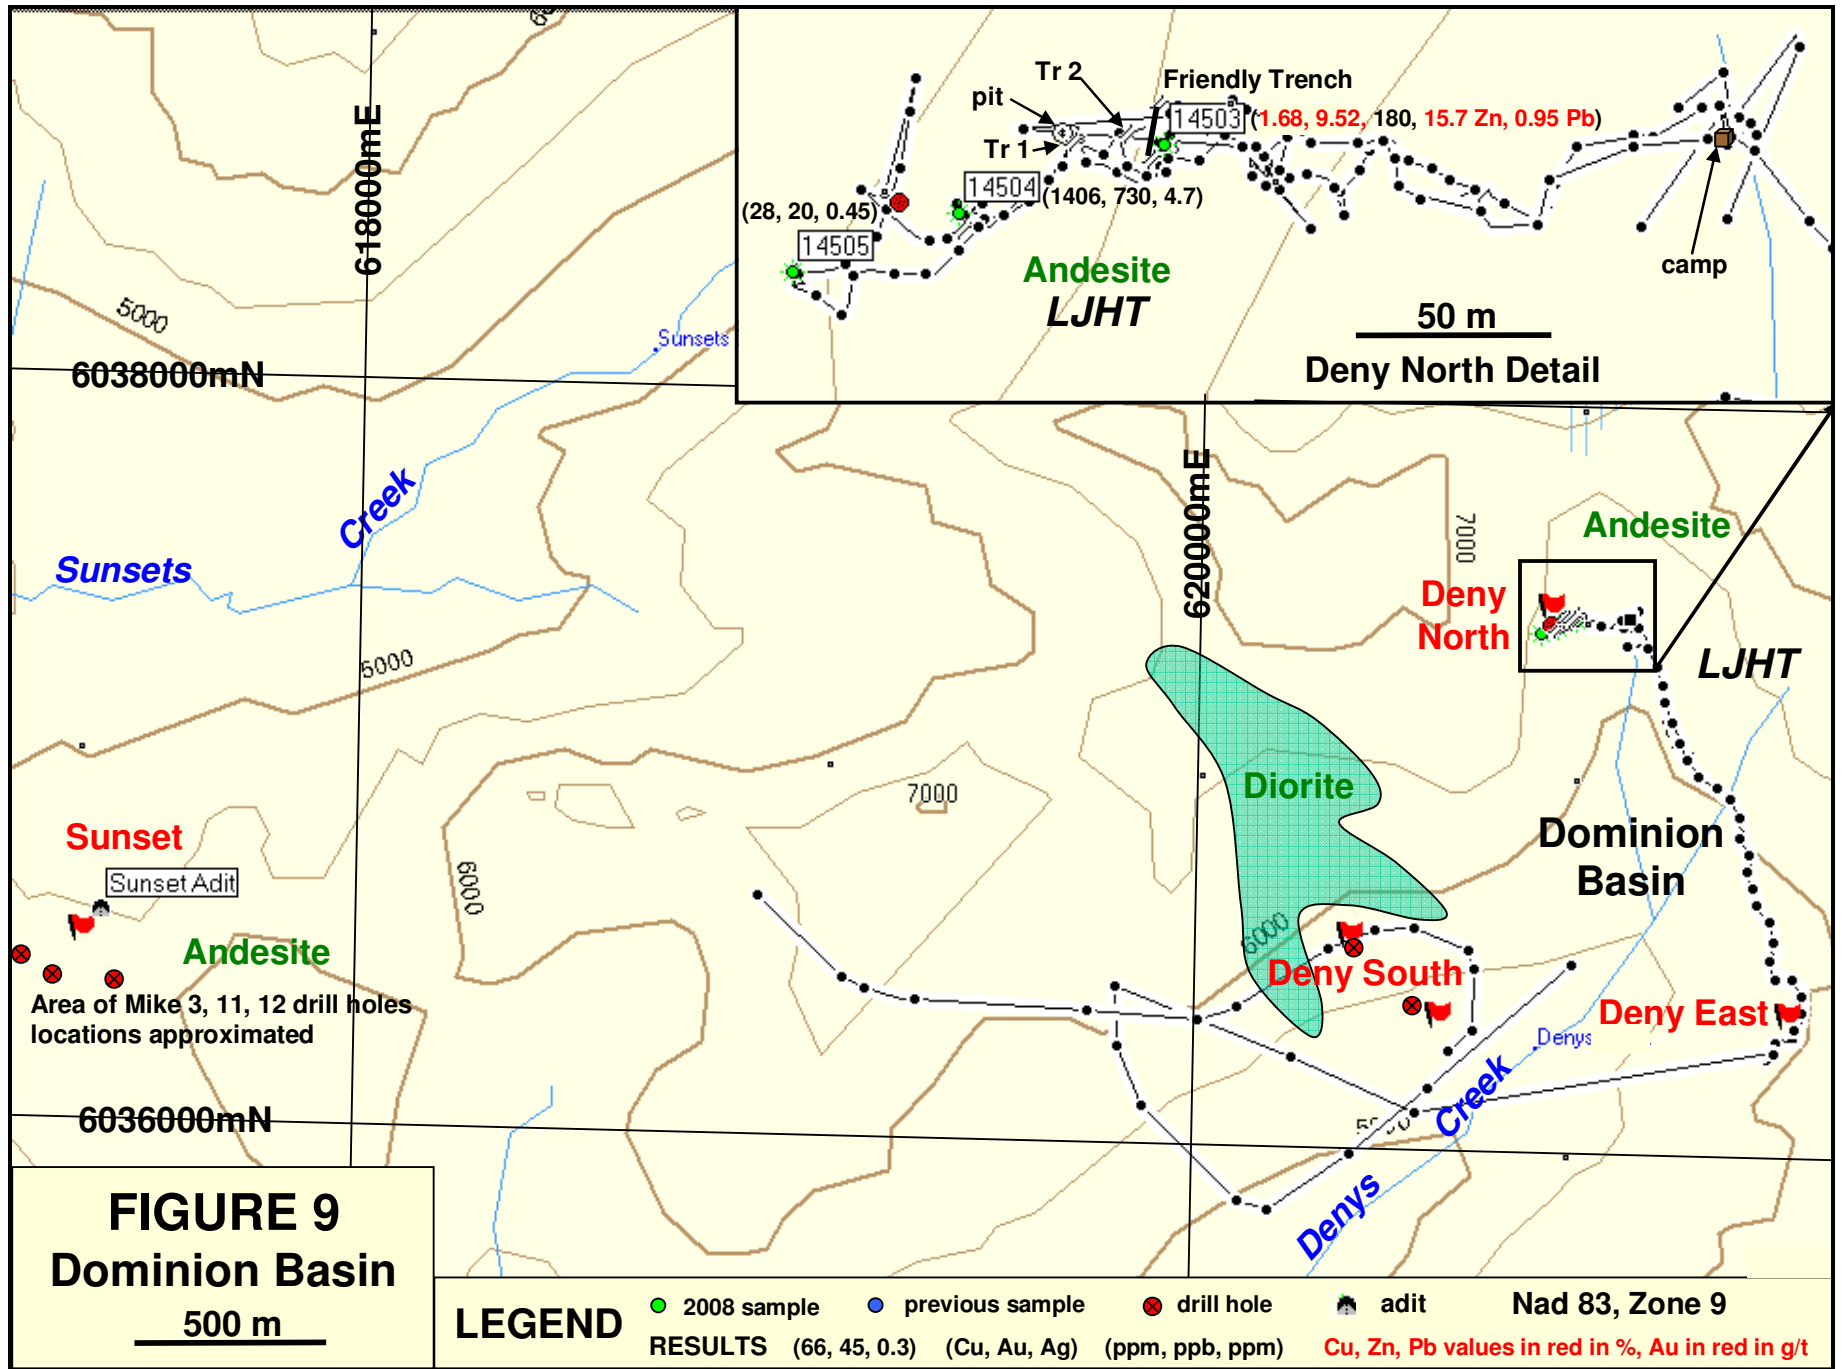 60
618000mE
5000
6038000mN
Sunsets
Creek
Sunsets
5000
Tr 2
pit
Tr 1
Friendly Trench
14503
(1.68, 9.52, 180, 15.7 Zn, 0.95 Pb)
14504
(1406, 730, 4.7)
(28, 20, 0.45)
14505
Andesite
LJHT
camp
50 m
Deny North Detail
620000mE
7000
Andesite
Deny
North
LJHT
Diorite
7000
Dominion
Basin
Sunset
Sunset Adit
6000
Andesite
Area of Mike 3, 11, 12 drill holes
locations approximated
6000
Deny South
Deny East
Denys
Creek
Denys
6036000mN
FIGURE 9
Dominion Basin
500 m
LEGEND
2008 sample
previous sample
drill hole
adit
Nad 83, Zone 9
RESULTS (66, 45, 0.3) (Cu, Au, Ag) (ppm, ppb, ppm) Cu, Zn, Pb values in red in %, Au in red in g/t